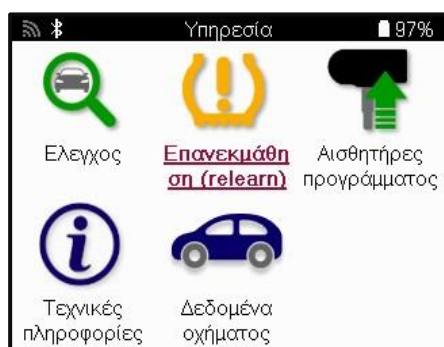 Υπηρεσία 97%
Ελεγχος
Επανεκμάθη
ση (relearn)
Αισθητήρες
προγράμματος
Τεχνικές
πληροφορίες
Δεδομένα
οχήματος